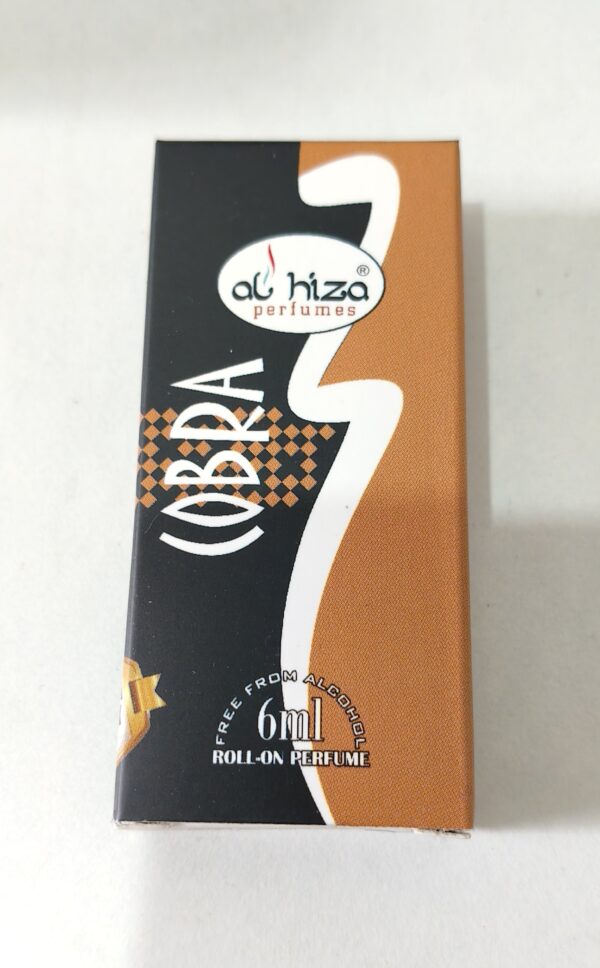 al hiza®
perfumes
COBRA
FREE FROM ALCOHOL
6ml
ROLL-ON PERFUME